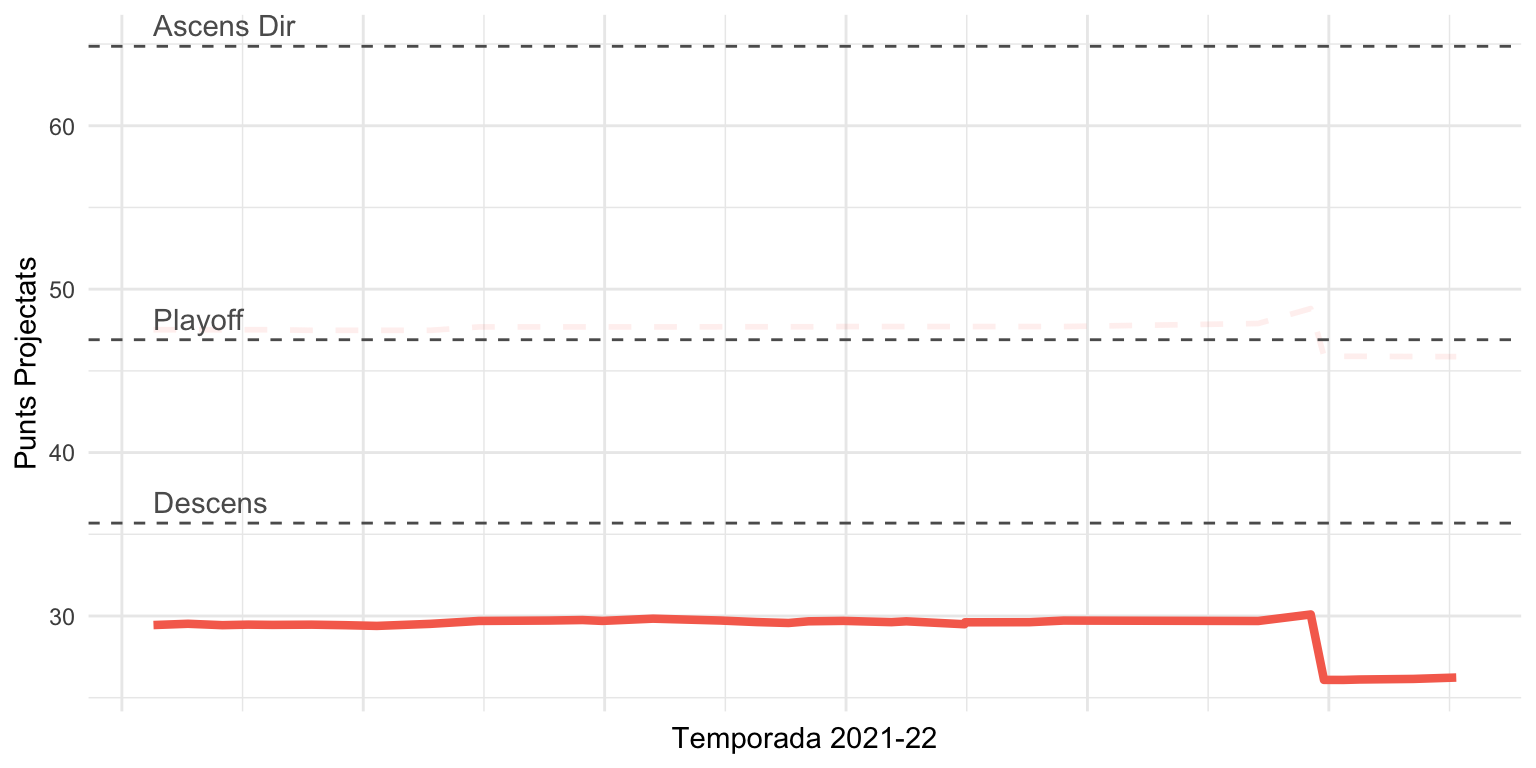 Ascens Dir
60
50
Playoff
40
Descens
30
Punts Projectats
Temporada 2021-22